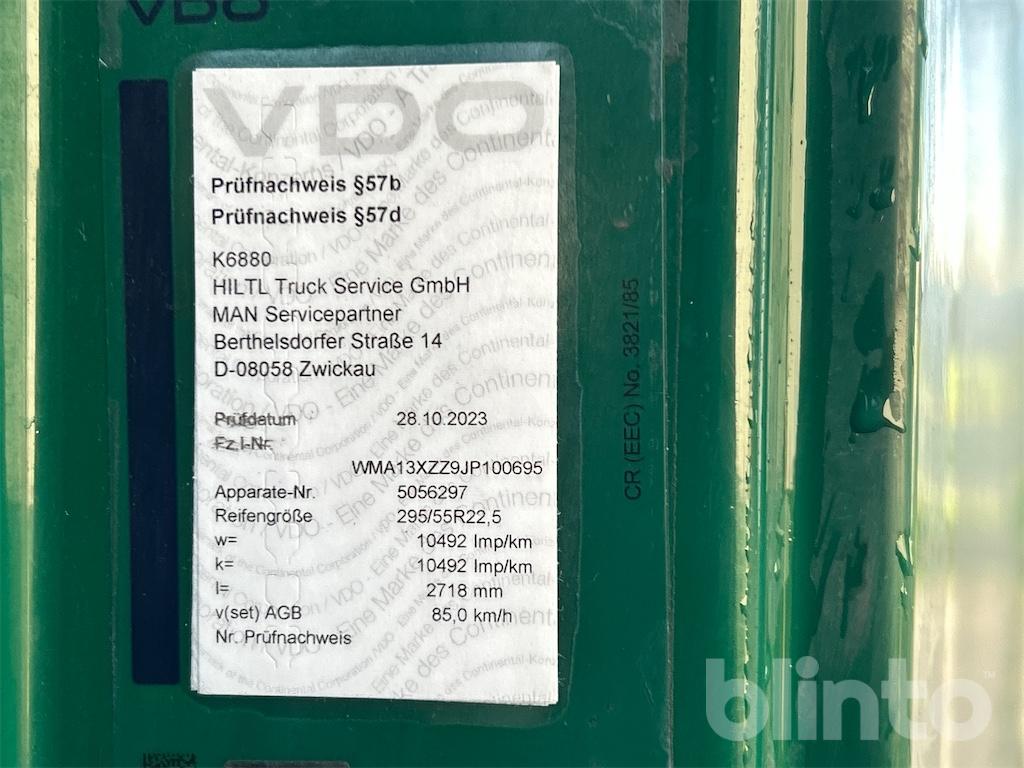 VDO
VDO
Prüfnachweis §57b
Prüfnachweis §57d
K6880
HILTL Truck Service GmbH
MAN Servicepartner
Berthelsdorfer Straße 14
D-08058 Zwickau
Prüfdatum 28.10.2023
Fz.I-Nr.
WMA13XZZ9JP100695
Apparate-Nr. 5056297
Reifengröße 295/55R22,5
w= 10492 Imp/km
k= 10492 Imp/km
l= 2718 mm
v(set) AGB 85,0 km/h
Nr. Prüfnachweis
CR (EEC) No. 3821/85
blinto™